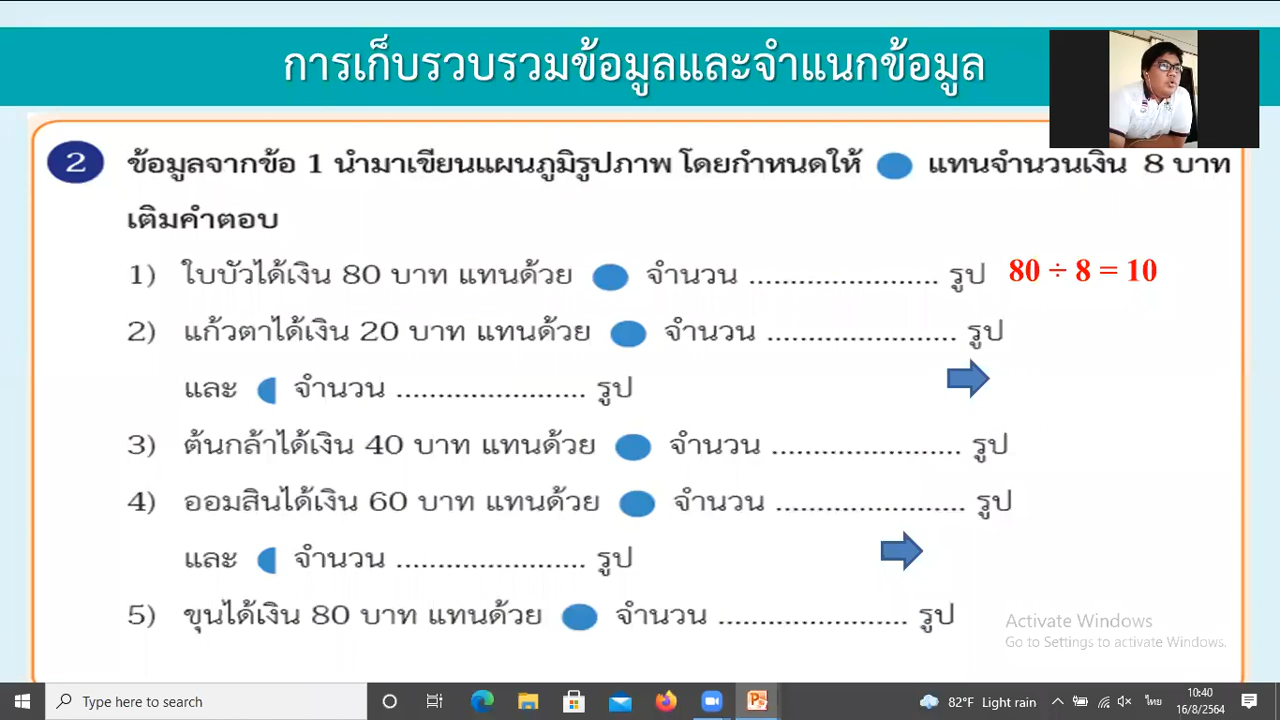 การเก็บรวบรวมข้อมูลและจำแนกข้อมูล
2 ข้อมูลจากข้อ 1 นำมาเขียนแผนภูมิรูปภาพ โดยกำหนดให้ แทนจำนวนเงิน 8 บาท
เติมคำตอบ
1) ใบบัวได้เงิน 80 บาท แทนด้วย จำนวน ....................... รูป 80 ÷ 8 = 10
2) แก้วตาได้เงิน 20 บาท แทนด้วย จำนวน ....................... รูป
และ จำนวน ....................... รูป
3) ต้นกล้าได้เงิน 40 บาท แทนด้วย จำนวน ....................... รูป
4) ออมสินได้เงิน 60 บาท แทนด้วย จำนวน ....................... รูป
และ จำนวน ....................... รูป
5) ขุนได้เงิน 80 บาท แทนด้วย จำนวน ....................... รูป
Activate Windows
Go to Settings to activate Windows.
Type here to search
82°F Light rain
ไทย
10:40
16/8/2564